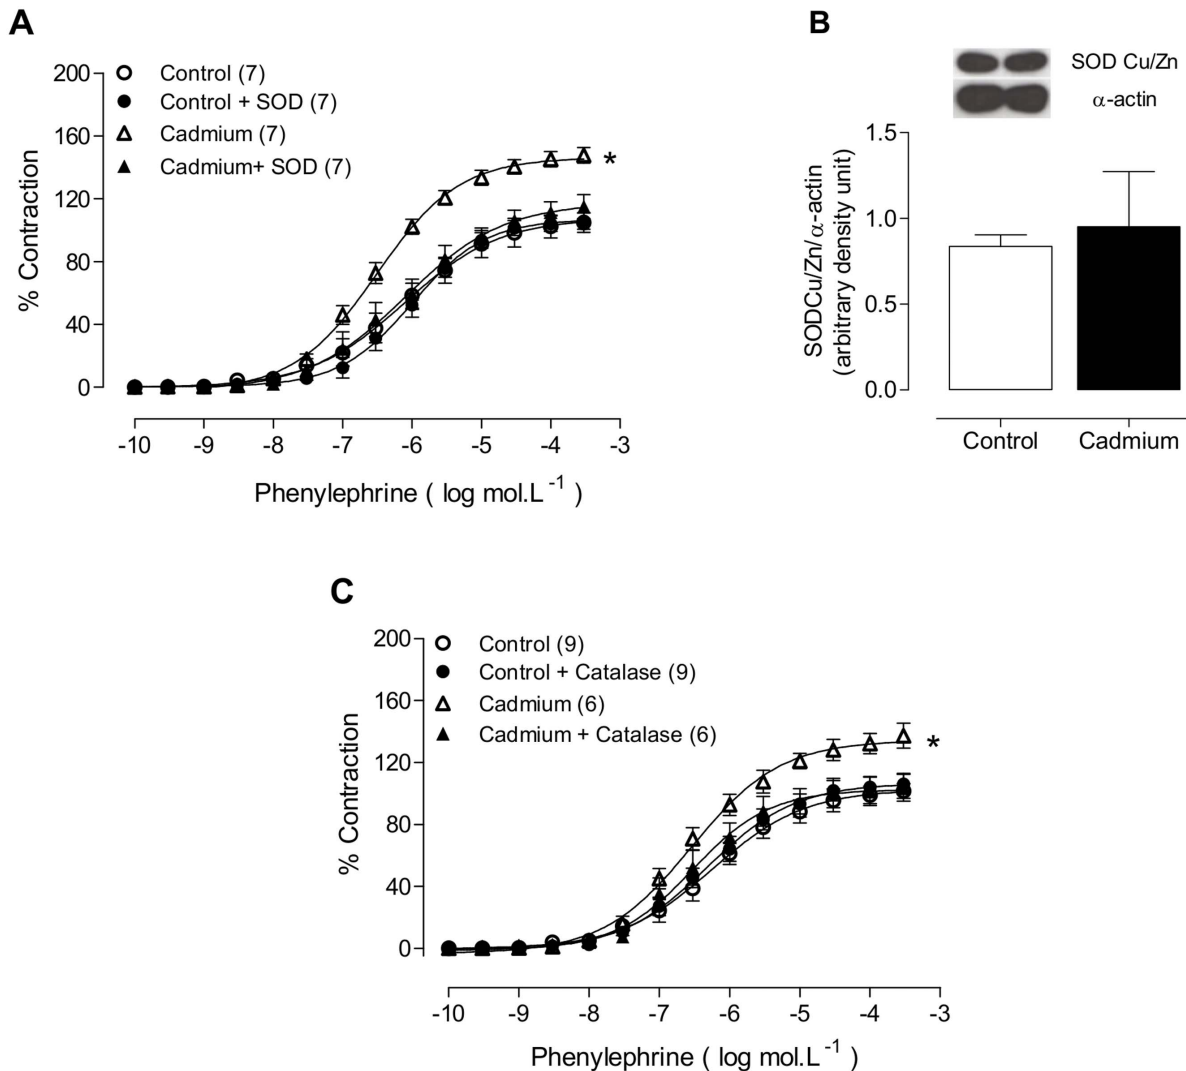 A
200
160
120
80
40
0
% Contraction
Control (7)
Control + SOD (7)
Cadmium (7)
Cadmium+ SOD (7)
*
-10 -9 -8 -7 -6 -5 -4 -3
Phenylephrine ( log mol.L -1 )
B
SOD Cu/Zn
α-actin
1.5
1.0
0.5
0.0
SODCu/Zn/α-actin
(arbitrary density unit)
Control Cadmium
C
200
160
120
80
40
0
% Contraction
Control (9)
Control + Catalase (9)
Cadmium (6)
Cadmium + Catalase (6)
*
-10 -9 -8 -7 -6 -5 -4 -3
Phenylephrine ( log mol.L -1 )